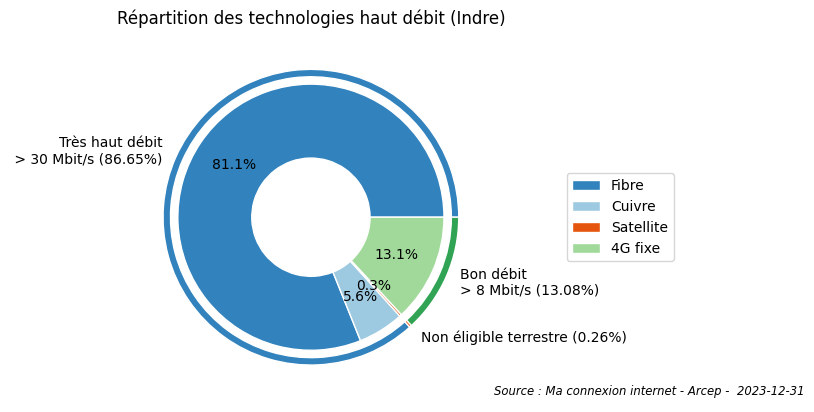 Répartition des technologies haut débit (Indre)
Très haut débit
> 30 Mbit/s (86.65%)
81.1%
Fibre
Cuivre
Satellite
4G fixe
13.1%
0.3%
5.6%
Bon débit
> 8 Mbit/s (13.08%)
Non éligible terrestre (0.26%)
Source : Ma connexion internet - Arcep -  2023-12-31